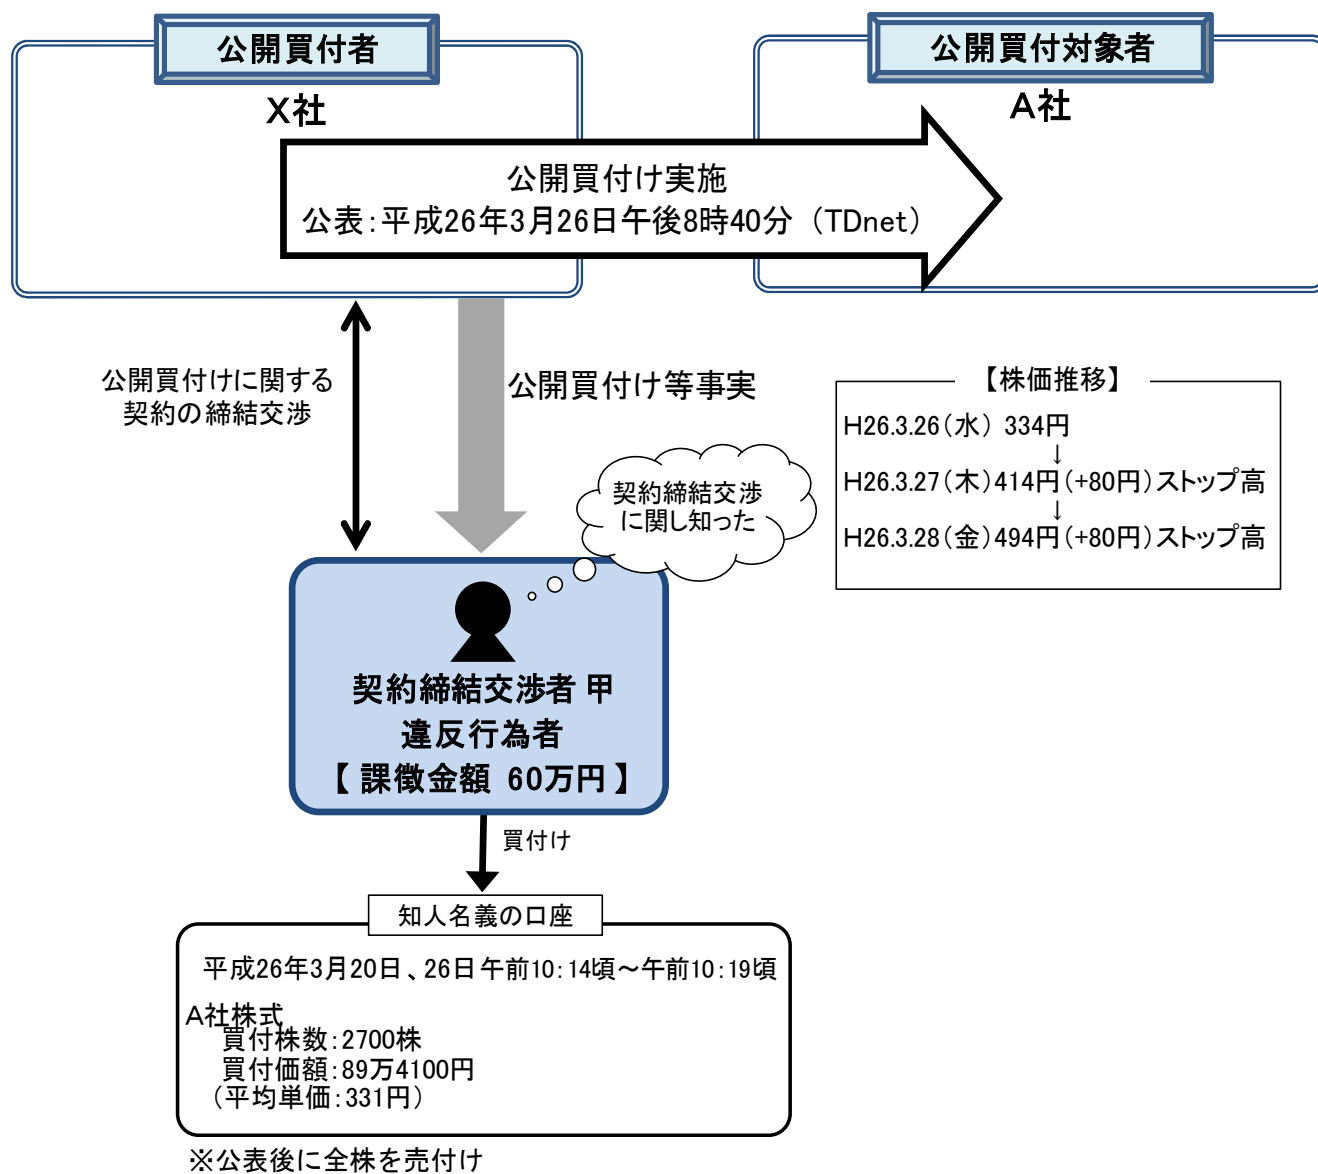 公開買付者
X社
公開買付対象者
A社
公開買付け実施
公表：平成26年3月26日午後8時40分（TDnet）
公開買付けに関する
契約の締結交渉
公開買付け等事実
契約締結交渉
に関し知った
【株価推移】
H26.3.26（水） 334円
↓
H26.3.27（木）414円（+80円）ストップ高
↓
H26.3.28（金）494円（+80円）ストップ高
契約締結交渉者 甲
違反行為者
【 課徴金額 60万円 】
買付け
知人名義の口座
平成26年3月20日、26日午前10：14頃～午前10：19頃
A社株式
買付株数：2700株
買付価額：89万4100円
（平均単価：331円）
※公表後に全株を売付け